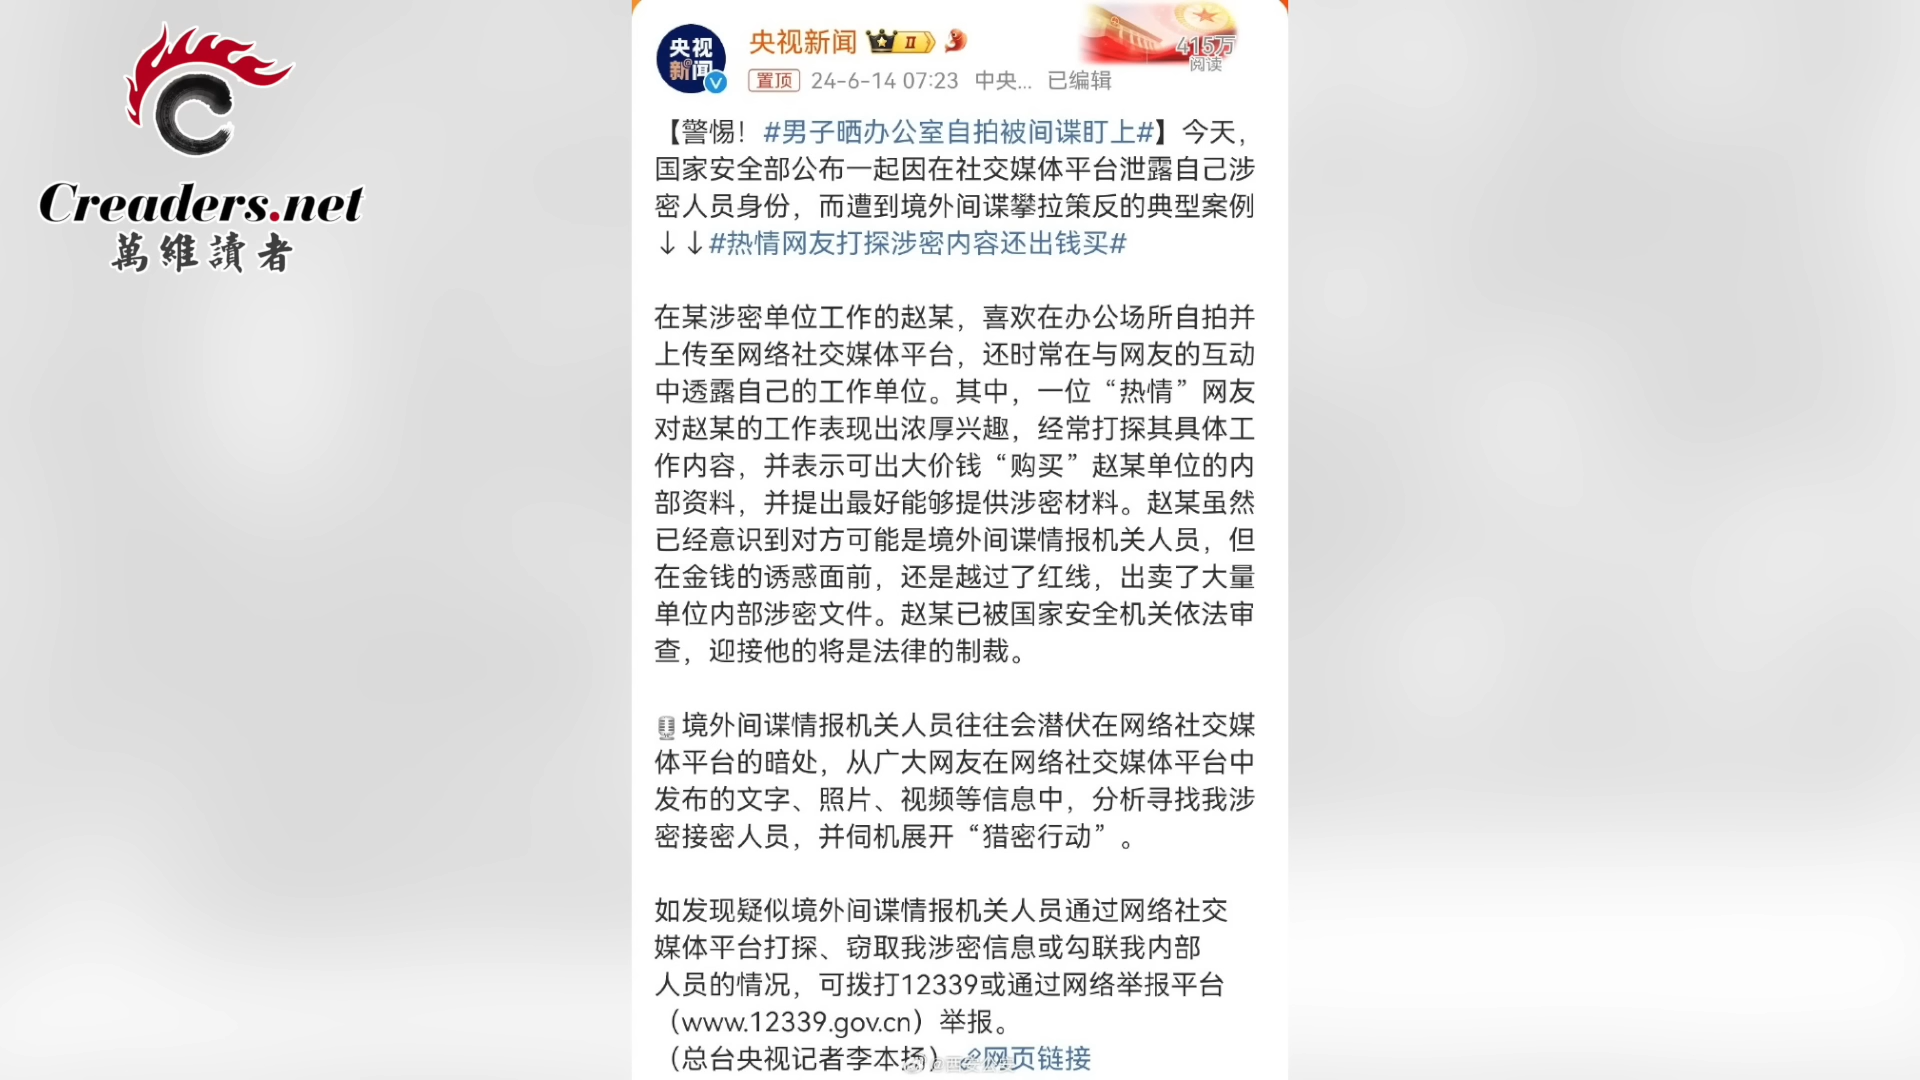 Creaders.net
萬維讀者
央视新闻
II
415万
阅读
央视
新闻
置顶 24-6-14 07:23 中央... 已编辑
【警惕！#男子晒办公室自拍被间谍盯上#】今天，
国家安全部公布一起因在社交媒体平台泄露自己涉
密人员身份，而遭到境外间谍攀拉策反的典型案例
↓↓#热情网友打探涉密内容还出钱买#
在某涉密单位工作的赵某，喜欢在办公场所自拍并
上传至网络社交媒体平台，还时常在与网友的互动
中透露自己的工作单位。其中，一位“热情”网友
对赵某的工作表现出浓厚兴趣，经常打探其具体工
作内容，并表示可出大价钱“购买”赵某单位的内
部资料，并提出最好能够提供涉密材料。赵某虽然
已经意识到对方可能是境外间谍情报机关人员，但
在金钱的诱惑面前，还是越过了红线，出卖了大量
单位内部涉密文件。赵某已被国家安全机关依法审
查，迎接他的将是法律的制裁。
境外间谍情报机关人员往往会潜伏在网络社交媒
体平台的暗处，从广大网友在网络社交媒体平台中
发布的文字、照片、视频等信息中，分析寻找我涉
密接密人员，并伺机展开“猎密行动”。
如发现疑似境外间谍情报机关人员通过网络社交
媒体平台打探、窃取我涉密信息或勾联我内部
人员的情况，可拨打12339或通过网络举报平台
（www.12339.gov.cn）举报。
（总台央视记者李本扬）网页链接